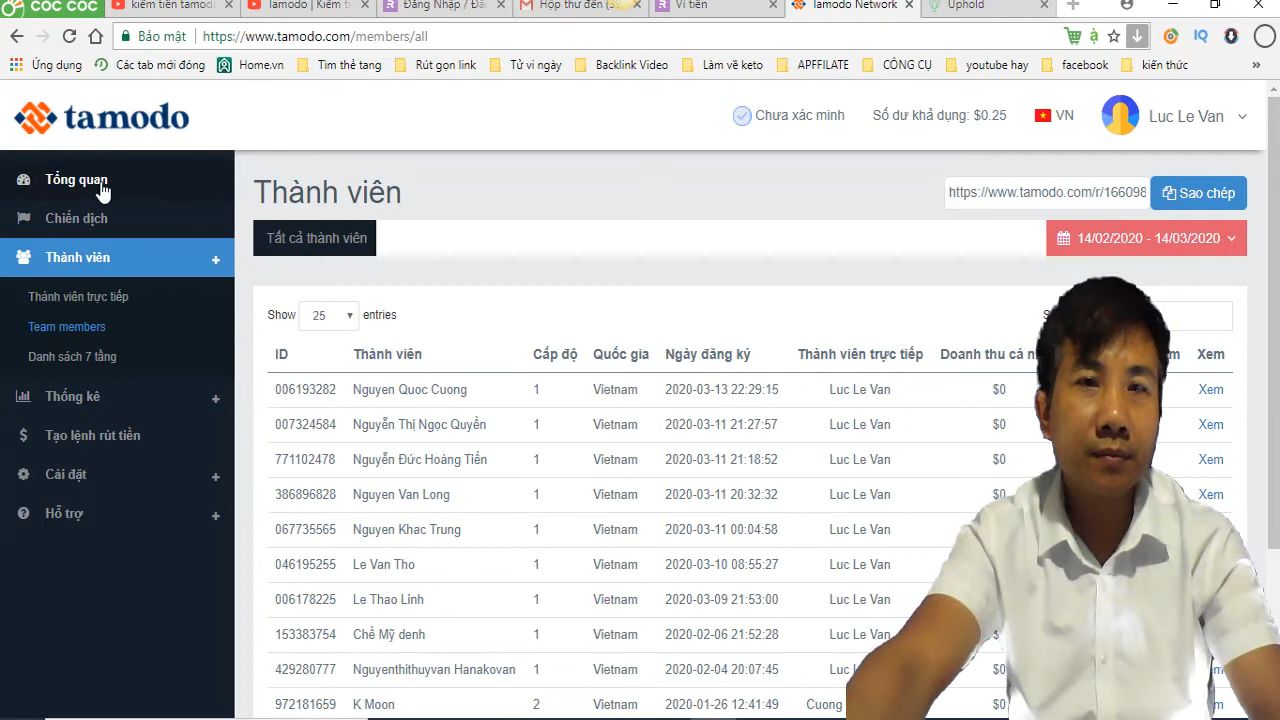 CỐC CỐC
kiếm tiền tamodo
Tamodo | Kiếm t
Đăng Nhập / Đă
Hộp thư đến (
Ví tiền
Tamodo Network
Uphold
Bảo mật https://www.tamodo.com/members/all
Ứng dụng Các tab mới đóng Home.vn Tìm thẻ tang Rút gọn link Tử vi ngày Backlink Video Làm về keto APFFILATE CÔNG CỤ youtube hay facebook kiến thức »
tamodo
Chưa xác minh Số dư khả dụng: $0.25 VN Luc Le Van
Tổng quan
Chiến dịch
Thành viên +
Thành viên trực tiếp
Team members
Danh sách 7 tầng
Thống kê +
Tạo lệnh rút tiền
Cài đặt +
Hỗ trợ +
Thành viên
https://www.tamodo.com/r/166098 Sao chép
Tất cả thành viên 14/02/2020 - 14/03/2020
Show 25 entries
ID Thành viên Cấp độ Quốc gia Ngày đăng ký Thành viên trực tiếp Doanh thu cá Xem
006193282 Nguyen Quoc Cuong 1 Vietnam 2020-03-13 22:29:15 Luc Le Van $0 Xem
007324584 Nguyễn Thị Ngọc Quyền 1 Vietnam 2020-03-11 21:27:57 Luc Le Van $0 Xem
771102478 Nguyễn Đức Hoàng Tiến 1 Vietnam 2020-03-11 21:18:52 Luc Le Van $0 Xem
386896828 Nguyen Van Long 1 Vietnam 2020-03-11 20:32:32 Luc Le Van $0 Xem
067735565 Nguyen Khac Trung 1 Vietnam 2020-03-11 00:04:58 Luc Le Van
046195255 Le Van Tho 1 Vietnam 2020-03-10 08:55:27 Luc Le Van
006178225 Le Thao Linh 1 Vietnam 2020-03-09 21:53:00 Luc Le Van
153383754 Chề Mỹ denh 1 Vietnam 2020-02-06 21:52:28 Luc Le Van
429280777 Nguyenthithuyvan Hanakovan 1 Vietnam 2020-02-04 20:07:45
972181659 K Moon 2 Vietnam 2020-01-26 12:41:49 Cuong